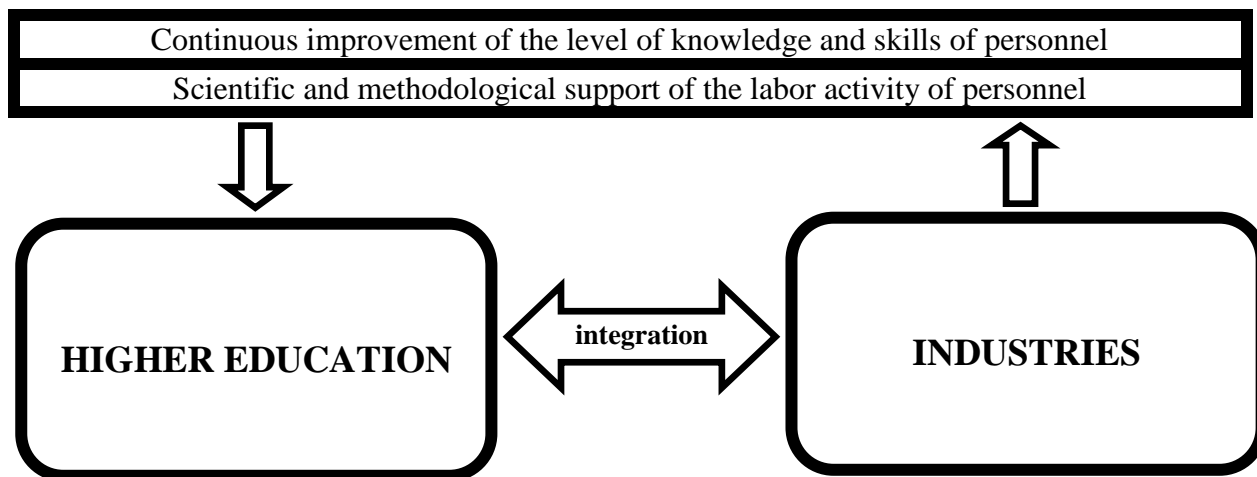 Continuous improvement of the level of knowledge and skills of personnel
Scientific and methodological support of the labor activity of personnel
HIGHER EDUCATION
integration
INDUSTRIES